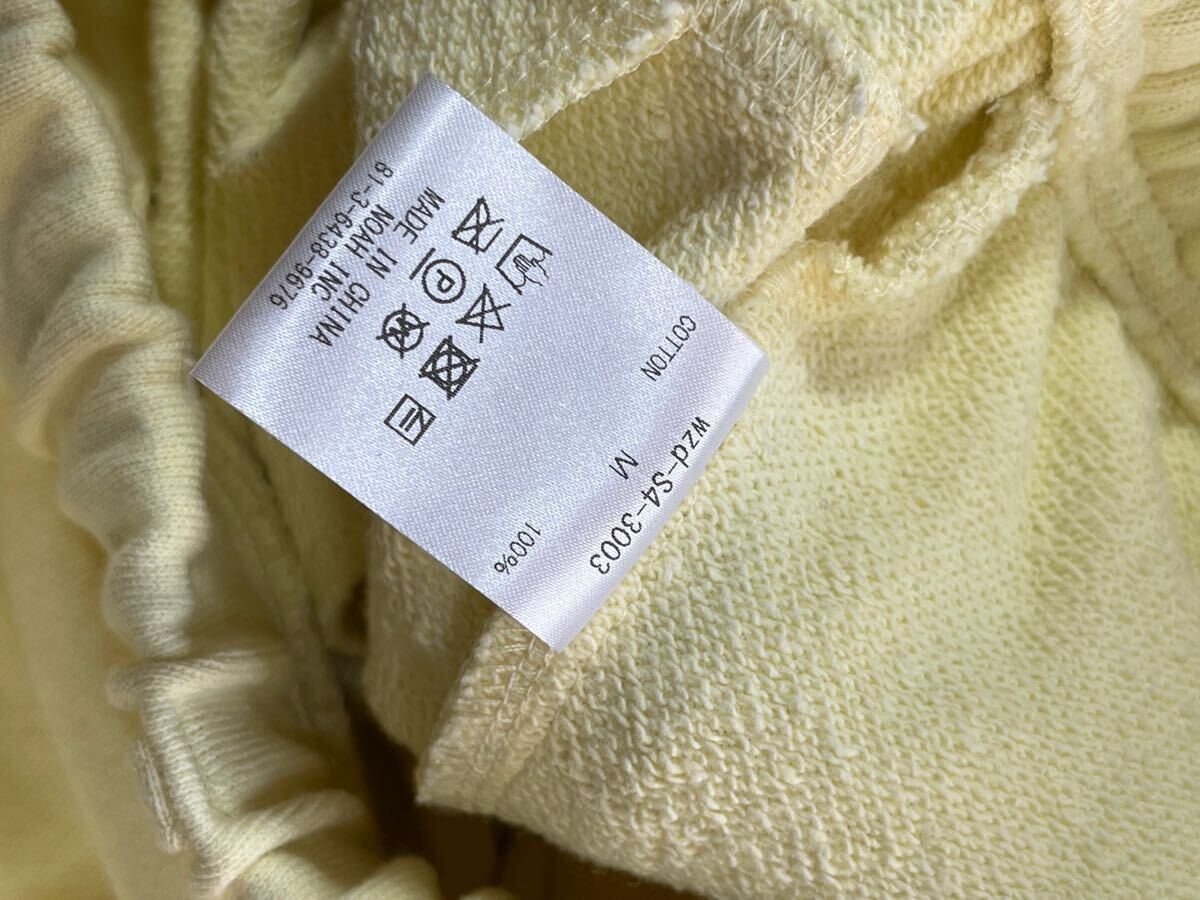 wzd-S4-3003
M
COTTON 100%
P
W
MADE IN CHINA
NOAH INC.
81-3-6438-9676